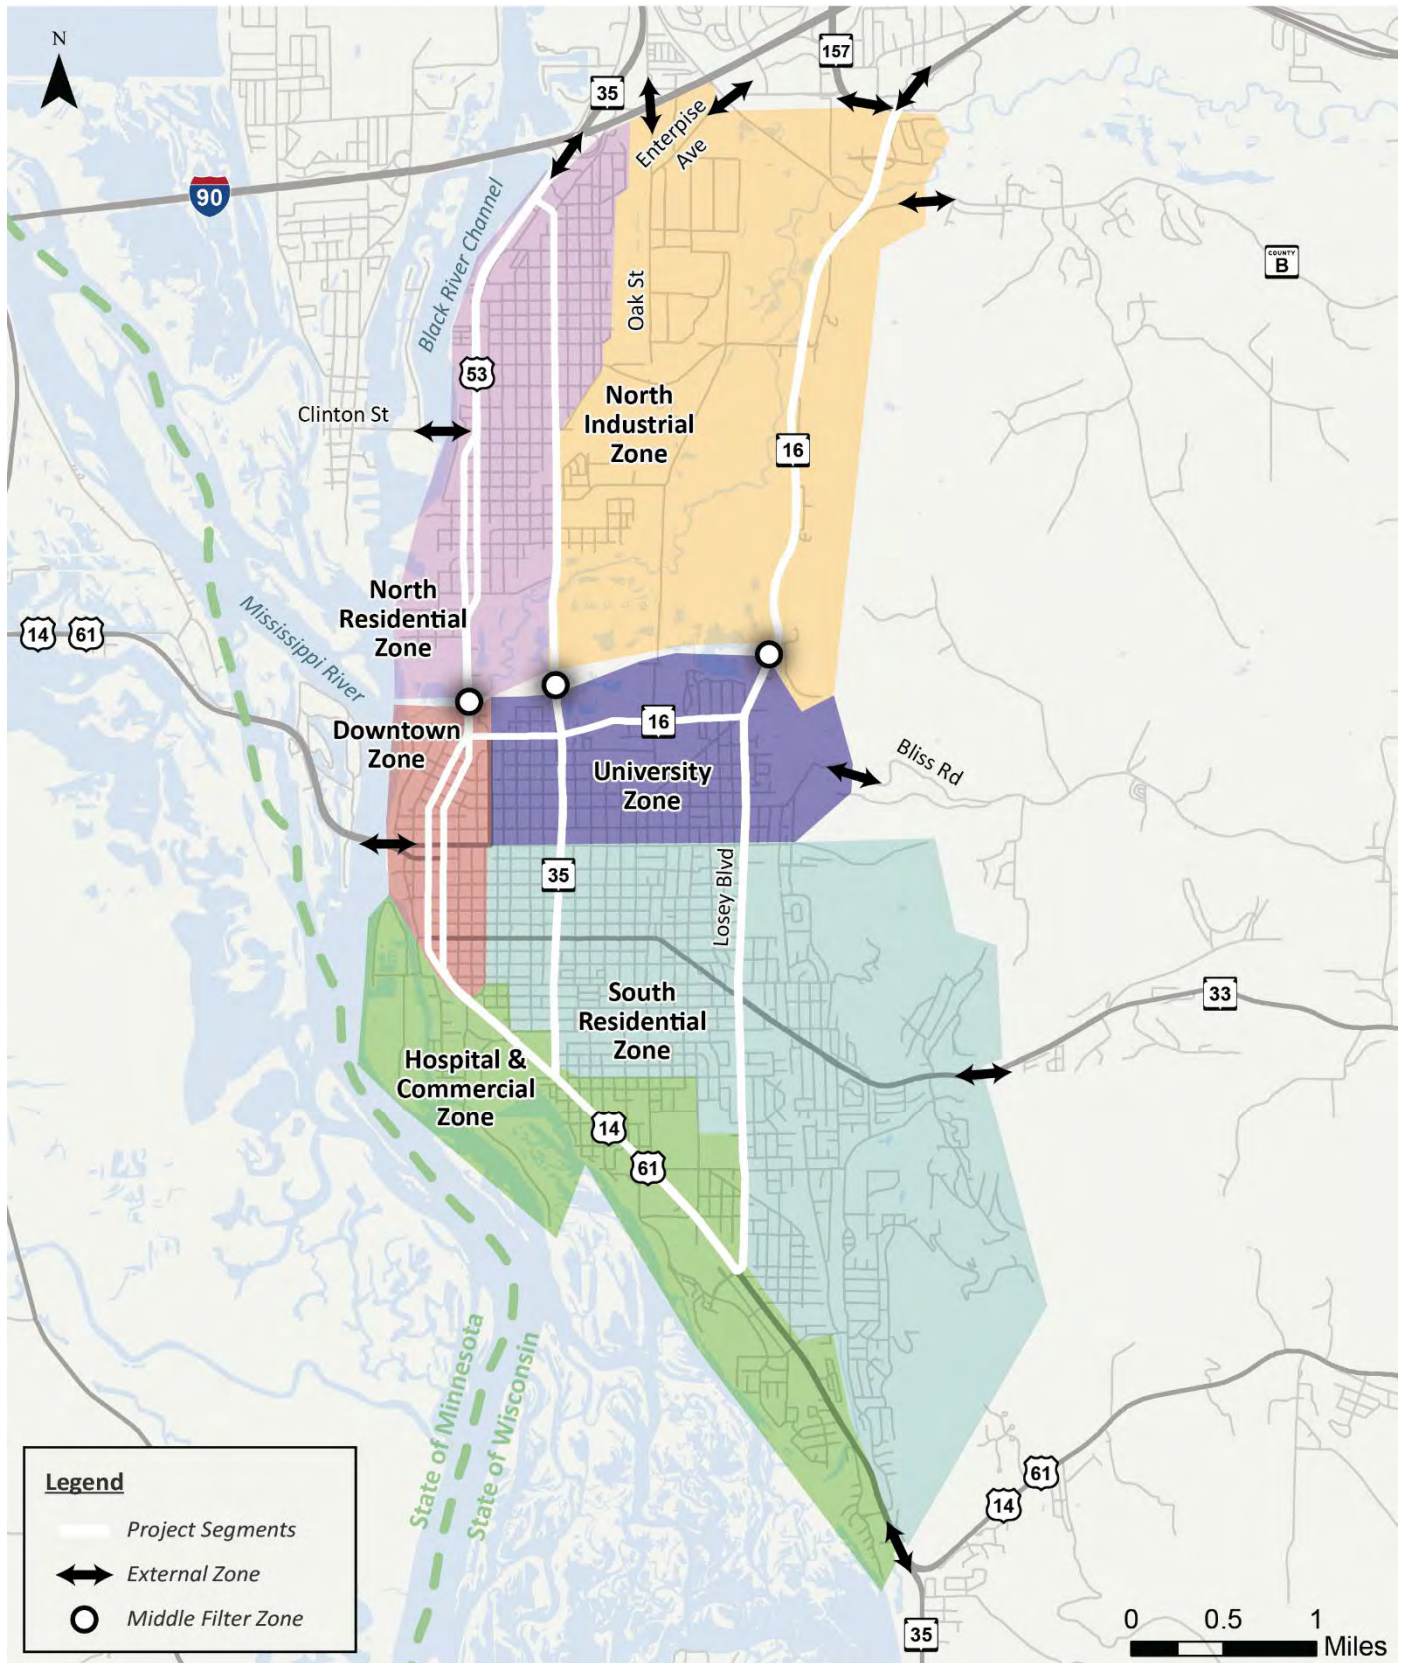 N
157
35
Enterpise
Ave
90
Black River Channel
COUNTY
B
Oak St
53
Clinton St
North
Industrial
Zone
16
North
Residential
Zone
14
61
Mississippi River
Downtown
Zone
16
University
Zone
Bliss Rd
35
Losey Blvd
South
Residential
Zone
33
Hospital &
Commercial
Zone
14
61
State of Minnesota
State of Wisconsin
61
14
35
Legend
Project Segments
External Zone
Middle Filter Zone
0 0.5 1
Miles